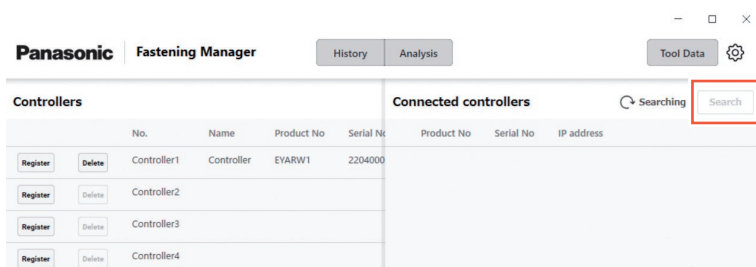 Panasonic Fastening Manager History Analysis Tool Data
Controllers Connected controllers Searching Search
No. Name Product No Serial No Product No Serial No IP address
Register Delete Controller1 Controller EYARW1 2204000
Register Delete Controller2
Register Delete Controller3
Register Delete Controller4